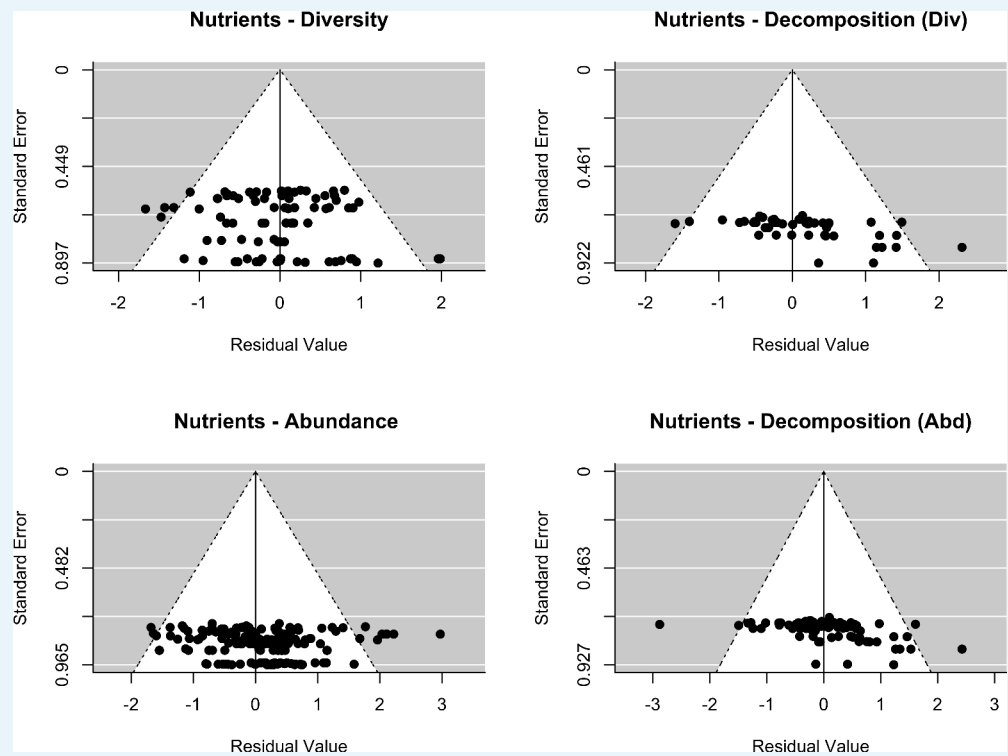 Nutrients - Diversity
Standard Error
0
0.449
0.897
-2 -1 0 1 2
Residual Value
Nutrients - Decomposition (Div)
Standard Error
0
0.461
0.922
-2 -1 0 1 2
Residual Value
Nutrients - Abundance
Standard Error
0
0.482
0.965
-2 -1 0 1 2 3
Residual Value
Nutrients - Decomposition (Abd)
Standard Error
0
0.463
0.927
-3 -2 -1 0 1 2 3
Residual Value